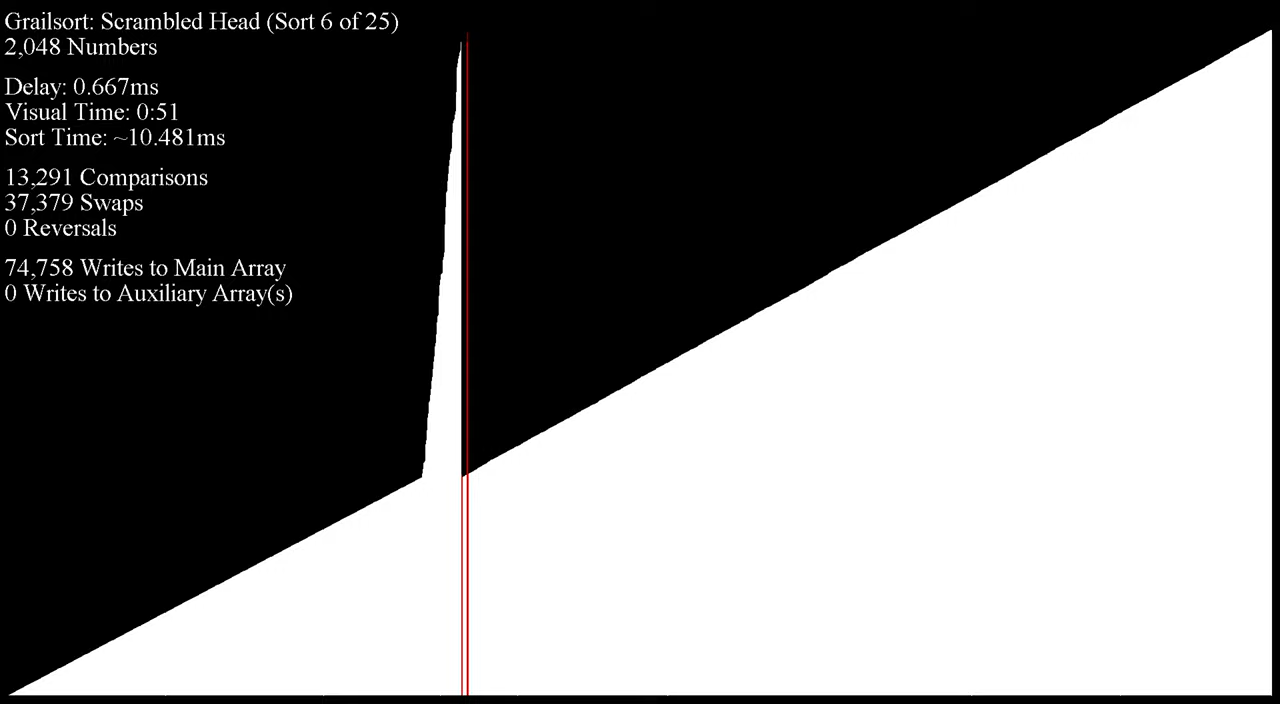 Grailsort: Scrambled Head (Sort 6 of 25)
2,048 Numbers
Delay: 0.667ms
Visual Time: 0:51
Sort Time: ~10.481ms
13,291 Comparisons
37,379 Swaps
0 Reversals
74,758 Writes to Main Array
0 Writes to Auxiliary Array(s)